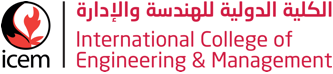 الكلية الدولية للهندسة والإدارة
International College of
Engineering & Management
icem